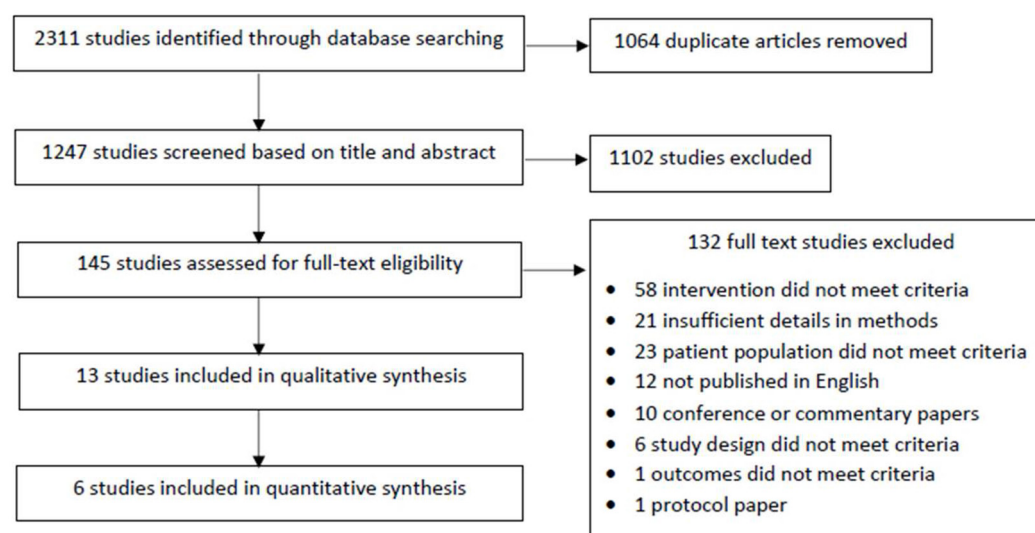 2311 studies identified through database searching
1064 duplicate articles removed
1247 studies screened based on title and abstract
1102 studies excluded
145 studies assessed for full-text eligibility
132 full text studies excluded
• 58 intervention did not meet criteria
• 21 insufficient details in methods
• 23 patient population did not meet criteria
• 12 not published in English
• 10 conference or commentary papers
• 6 study design did not meet criteria
• 1 outcomes did not meet criteria
• 1 protocol paper
13 studies included in qualitative synthesis
6 studies included in quantitative synthesis